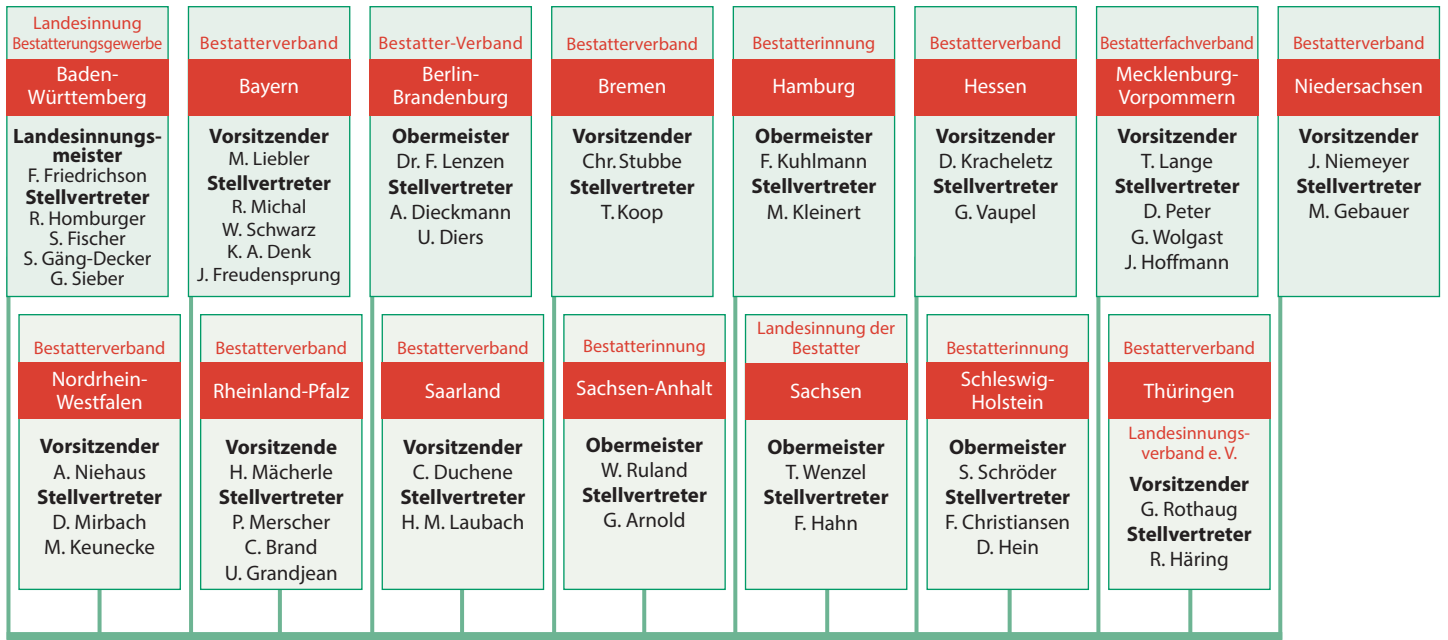 Landesinnung
Bestatterungsgewerbe
Baden-
Württemberg
Landesinnungs-
meister
F. Friedrichson
Stellvertreter
R. Homburger
S. Fischer
S. Gäng-Decker
G. Sieber
Bestatterverband
Bayern
Vorsitzender
M. Liebler
Stellvertreter
R. Michal
W. Schwarz
K. A. Denk
J. Freudensprung
Bestatter-Verband
Berlin-
Brandenburg
Obermeister
Dr. F. Lenzen
Stellvertreter
A. Dieckmann
U. Diers
Bestatterverband
Bremen
Vorsitzender
Chr. Stubbe
Stellvertreter
T. Koop
Bestatterinnung
Hamburg
Obermeister
F. Kuhlmann
Stellvertreter
M. Kleinert
Bestatterverband
Hessen
Vorsitzender
D. Kracheletz
Stellvertreter
G. Vaupel
Bestatterfachverband
Mecklenburg-
Vorpommern
Vorsitzender
T. Lange
Stellvertreter
D. Peter
G. Wolgast
J. Hoffmann
Bestatterverband
Niedersachsen
Vorsitzender
J. Niemeyer
Stellvertreter
M. Gebauer
Bestatterverband
Nordrhein-
Westfalen
Vorsitzender
A. Niehaus
Stellvertreter
D. Mirbach
M. Keunecke
Bestatterverband
Rheinland-Pfalz
Vorsitzende
H. Mächerle
Stellvertreter
P. Merscher
C. Brand
U. Grandjean
Bestatterverband
Saarland
Vorsitzender
C. Duchene
Stellvertreter
H. M. Laubach
Bestatterinnung
Sachsen-Anhalt
Obermeister
W. Ruland
Stellvertreter
G. Arnold
Landesinnung der
Bestatter
Sachsen
Obermeister
T. Wenzel
Stellvertreter
F. Hahn
Bestatterinnung
Schleswig-
Holstein
Obermeister
S. Schröder
Stellvertreter
F. Christiansen
D. Hein
Bestatterverband
Thüringen
Landesinnungs-
verband e. V.
Vorsitzender
G. Rothaug
Stellvertreter
R. Häring